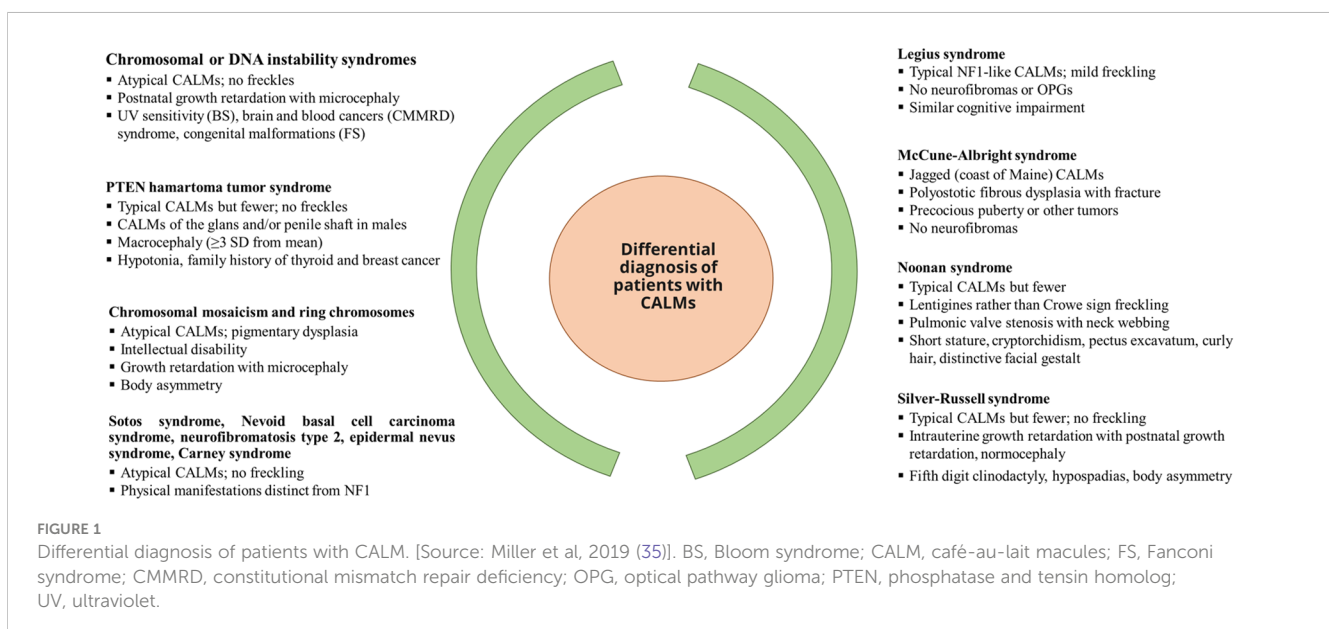 Chromosomal or DNA instability syndromes
▪ Atypical CALMs; no freckles
▪ Postnatal growth retardation with microcephaly
▪ UV sensitivity (BS), brain and blood cancers (CMMRD)
syndrome, congenital malformations (FS)
PTEN hamartoma tumor syndrome
▪ Typical CALMs but fewer; no freckles
▪ CALMs of the glans and/or penile shaft in males
▪ Macrocephaly (≥3 SD from mean)
▪ Hypotonia, family history of thyroid and breast cancer
Chromosomal mosaicism and ring chromosomes
▪ Atypical CALMs; pigmentary dysplasia
▪ Intellectual disability
▪ Growth retardation with microcephaly
▪ Body asymmetry
Sotos syndrome, Nevoid basal cell carcinoma
syndrome, neurofibromatosis type 2, epidermal nevus
syndrome, Carney syndrome
▪ Atypical CALMs; no freckling
▪ Physical manifestations distinct from NF1
Differential
diagnosis of
patients with
CALMs
Legius syndrome
▪ Typical NF1-like CALMs; mild freckling
▪ No neurofibromas or OPGs
▪ Similar cognitive impairment
McCune-Albright syndrome
▪ Jagged (coast of Maine) CALMs
▪ Polyostotic fibrous dysplasia with fracture
▪ Precocious puberty or other tumors
▪ No neurofibromas
Noonan syndrome
▪ Typical CALMs but fewer
▪ Lentigines rather than Crowe sign freckling
▪ Pulmonic valve stenosis with neck webbing
▪ Short stature, cryptorchidism, pectus excavatum, curly
hair, distinctive facial gestalt
Silver-Russell syndrome
▪ Typical CALMs but fewer; no freckling
▪ Intrauterine growth retardation with postnatal growth
retardation, normocephaly
▪ Fifth digit clinodactyly, hypospadias, body asymmetry
FIGURE 1
Differential diagnosis of patients with CALM. [Source: Miller et al, 2019 (35)]. BS, Bloom syndrome; CALM, café-au-lait macules; FS, Fanconi
syndrome; CMMRD, constitutional mismatch repair deficiency; OPG, optical pathway glioma; PTEN, phosphatase and tensin homolog;
UV, ultraviolet.